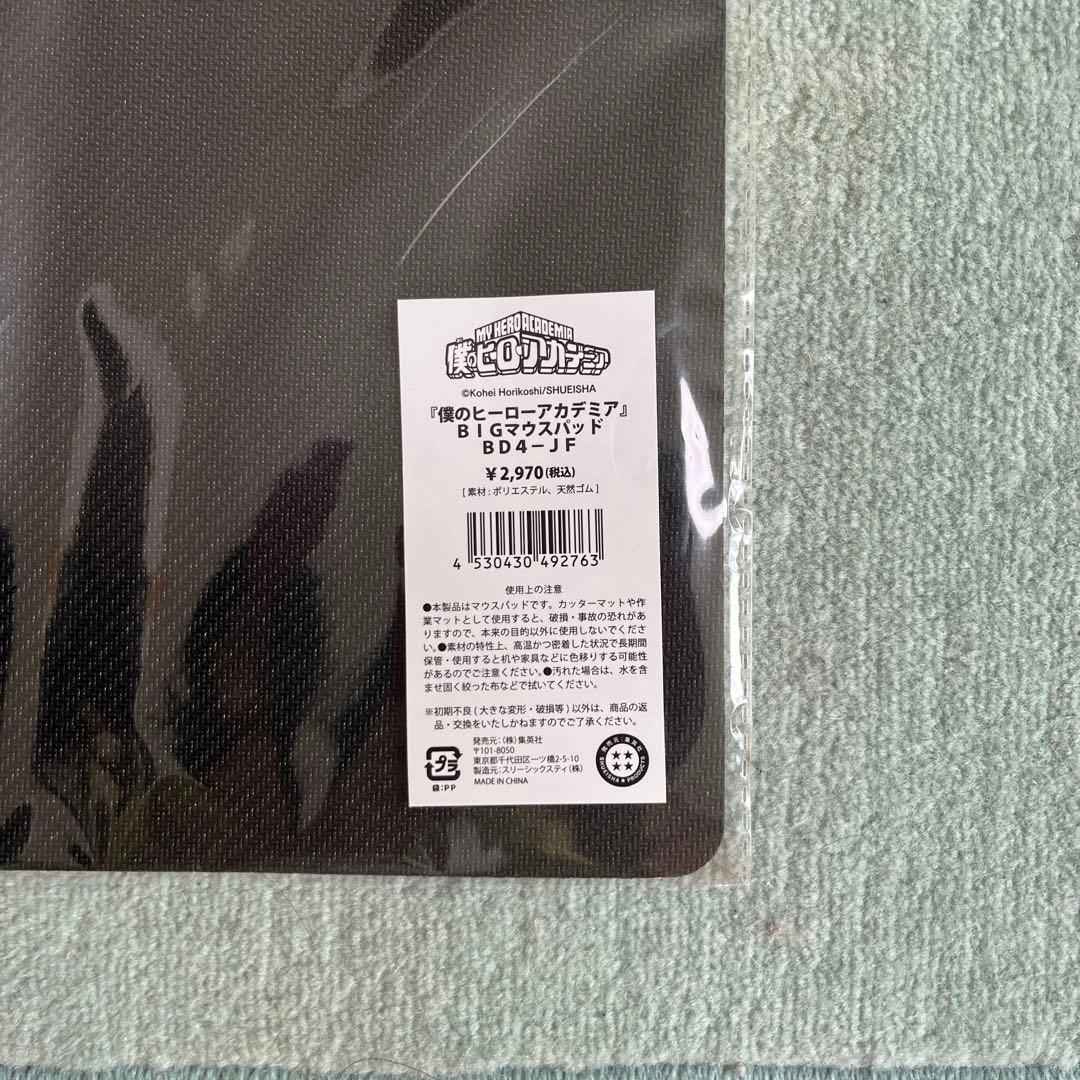 MY HERO ACADEMIA
僕のヒーローアカデミア
©Kohei Horikoshi/SHUEISHA
『僕のヒーローアカデミア』
ＢＩＧマウスパッド
ＢＤ４－ＪＦ
￥2,970(税込)
[ 素材 : ポリエステル、天然ゴム ]
4 530430 492763
使用上の注意
●本製品はマウスパッドです。カッターマットや作
業マットとして使用すると、破損・事故の恐れがあ
りますので、本来の目的以外に使用しないでくださ
い。●素材の特性上、高温かつ密着した状況で長期間
保管・使用すると机や家具などに色移りする可能性
があるのでご注意ください。●汚れた場合は、水を含
ませ固く絞った布などで拭いてください。
※初期不良 ( 大きな変形・破損等 ) 以外は、商品の返
品・交換をいたしかねますのでご了承ください。
発売元：（株）集英社
〒101-8050
東京都千代田区一ツ橋2-5-10
製造元：スリーシックスティ（株）
MADE IN CHINA
プラ
袋：ＰＰ
発売元：集英社
SHUEISHA★PRODUCTS